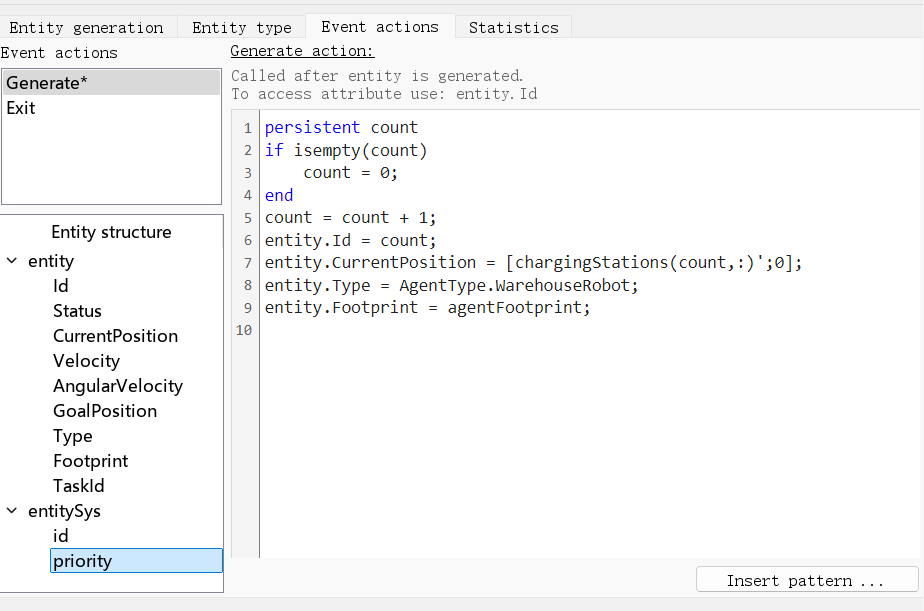 Entity generation Entity type Event actions Statistics
Event actions
Generate*
Exit
Generate action:
Called after entity is generated.
To access attribute use: entity.Id
1 persistent count
2 if isempty(count)
3 count = 0;
4 end
5 count = count + 1;
6 entity.Id = count;
7 entity.CurrentPosition = [chargingStations(count,:)';0];
8 entity.Type = AgentType.WarehouseRobot;
9 entity.Footprint = agentFootprint;
10
Entity structure
entity
Id
Status
CurrentPosition
Velocity
AngularVelocity
GoalPosition
Type
Footprint
TaskId
entitySys
id
priority
Insert pattern ...